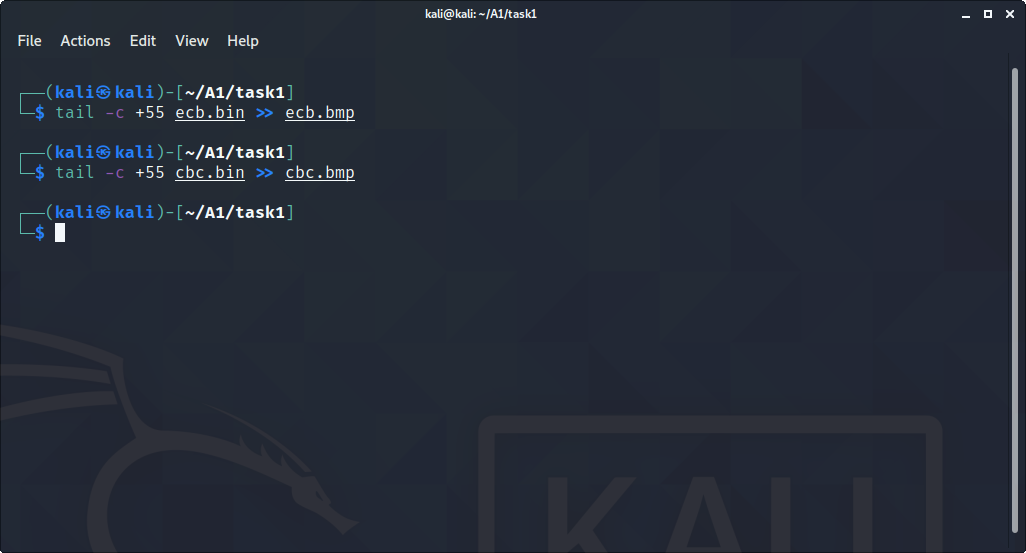 kali@kali: ~/A1/task1
File Actions Edit View Help
┌──(kali㉿kali)-[~/A1/task1]
└─$ tail -c +55 ecb.bin >> ecb.bmp
┌──(kali㉿kali)-[~/A1/task1]
└─$ tail -c +55 cbc.bin >> cbc.bmp
┌──(kali㉿kali)-[~/A1/task1]
└─$
KALI